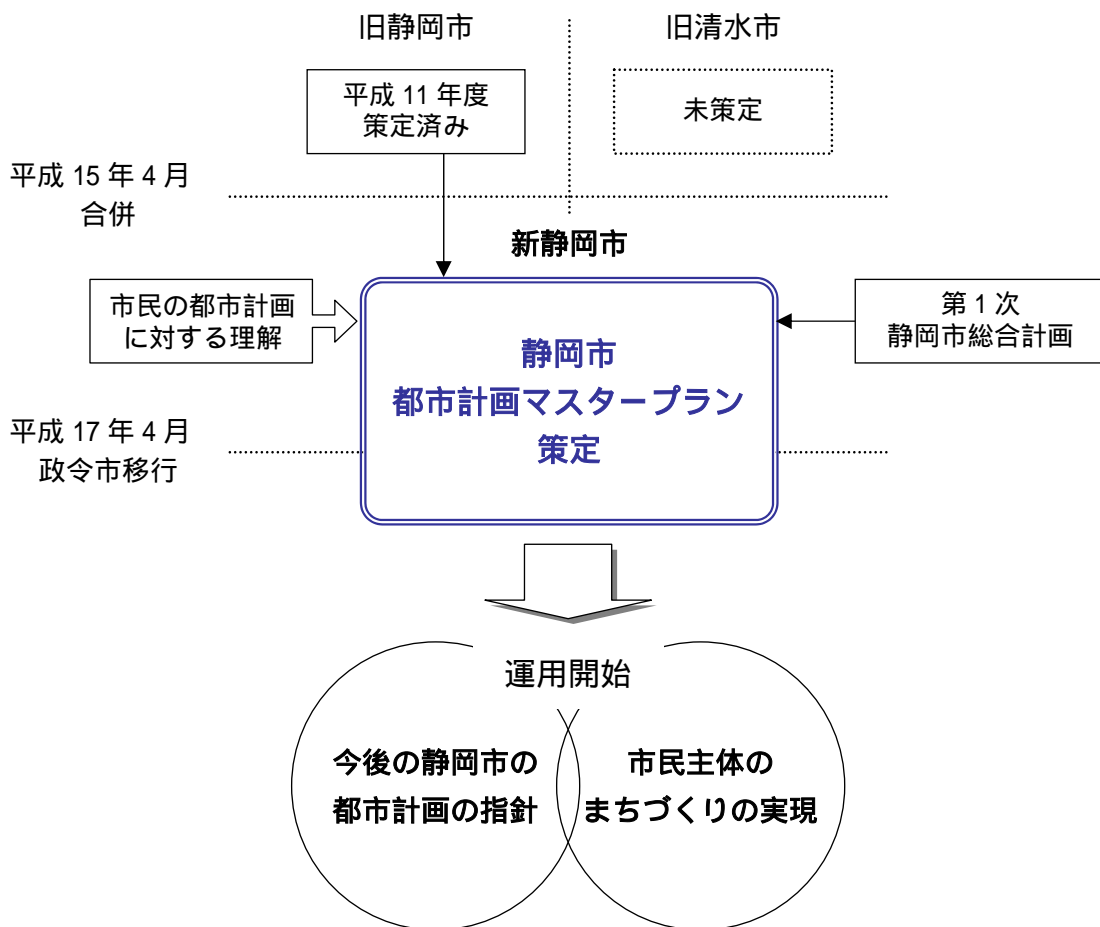 旧静岡市
旧清水市
平成 11 年度
策定済み
未策定
平成 15 年 4 月
合併
新静岡市
市民の都市計画
に対する理解
第 1 次
静岡市総合計画
静岡市
都市計画マスタープラン
策定
平成 17 年 4 月
政令市移行
運用開始
今後の静岡市の
都市計画の指針
市民主体の
まちづくりの実現